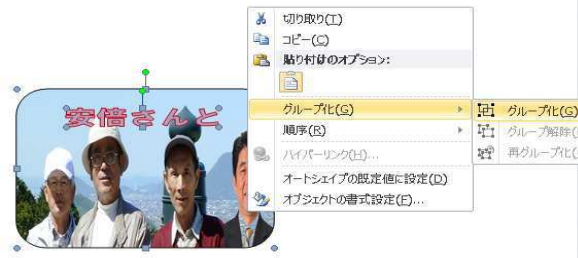 安倍さんと
切り取り(T)
コピー(C)
貼り付けのオプション:
グループ化(G)
順序(R)
ハイパーリンク(H)...
オートシェイプの既定値に設定(D)
オブジェクトの書式設定(F)...
グループ化(G)
グループ解除(
再グループ化(